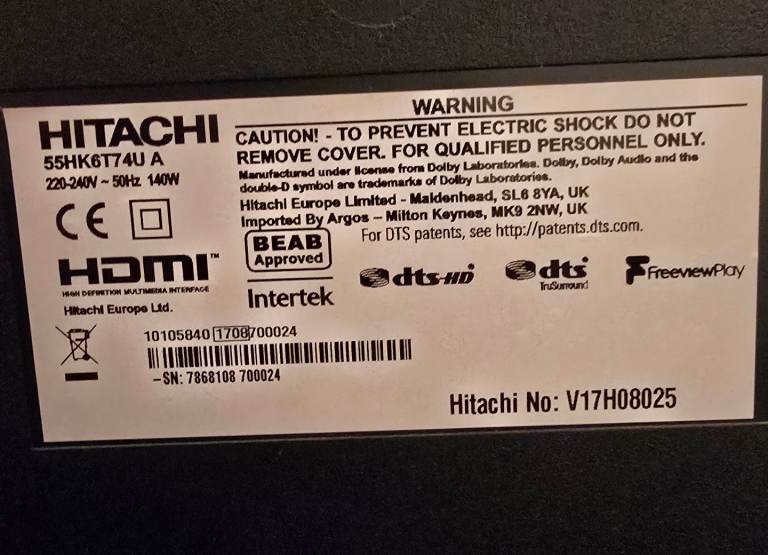 HITACHI
55HK6T74U A
220-240V ~ 50Hz 140W
CE
HDMI™
HIGH DEFINITION MULTIMEDIA INTERFACE
Hitachi Europe Ltd.
WARNING
CAUTION! - TO PREVENT ELECTRIC SHOCK DO NOT
REMOVE COVER. FOR QUALIFIED PERSONNEL ONLY.
Manufactured under license from Dolby Laboratories. Dolby, Dolby Audio and the
double-D symbol are trademarks of Dolby Laboratories.
Hitachi Europe Limited - Maidenhead, SL6 8YA, UK
Imported By Argos – Milton Keynes, MK9 2NW, UK
For DTS patents, see http://patents.dts.com.
BEAB
Approved
Intertek
dts-HD
dts
TruSurround
FreeviewPlay
10105840 1708700024
–SN: 7868108 700024
Hitachi No: V17H08025